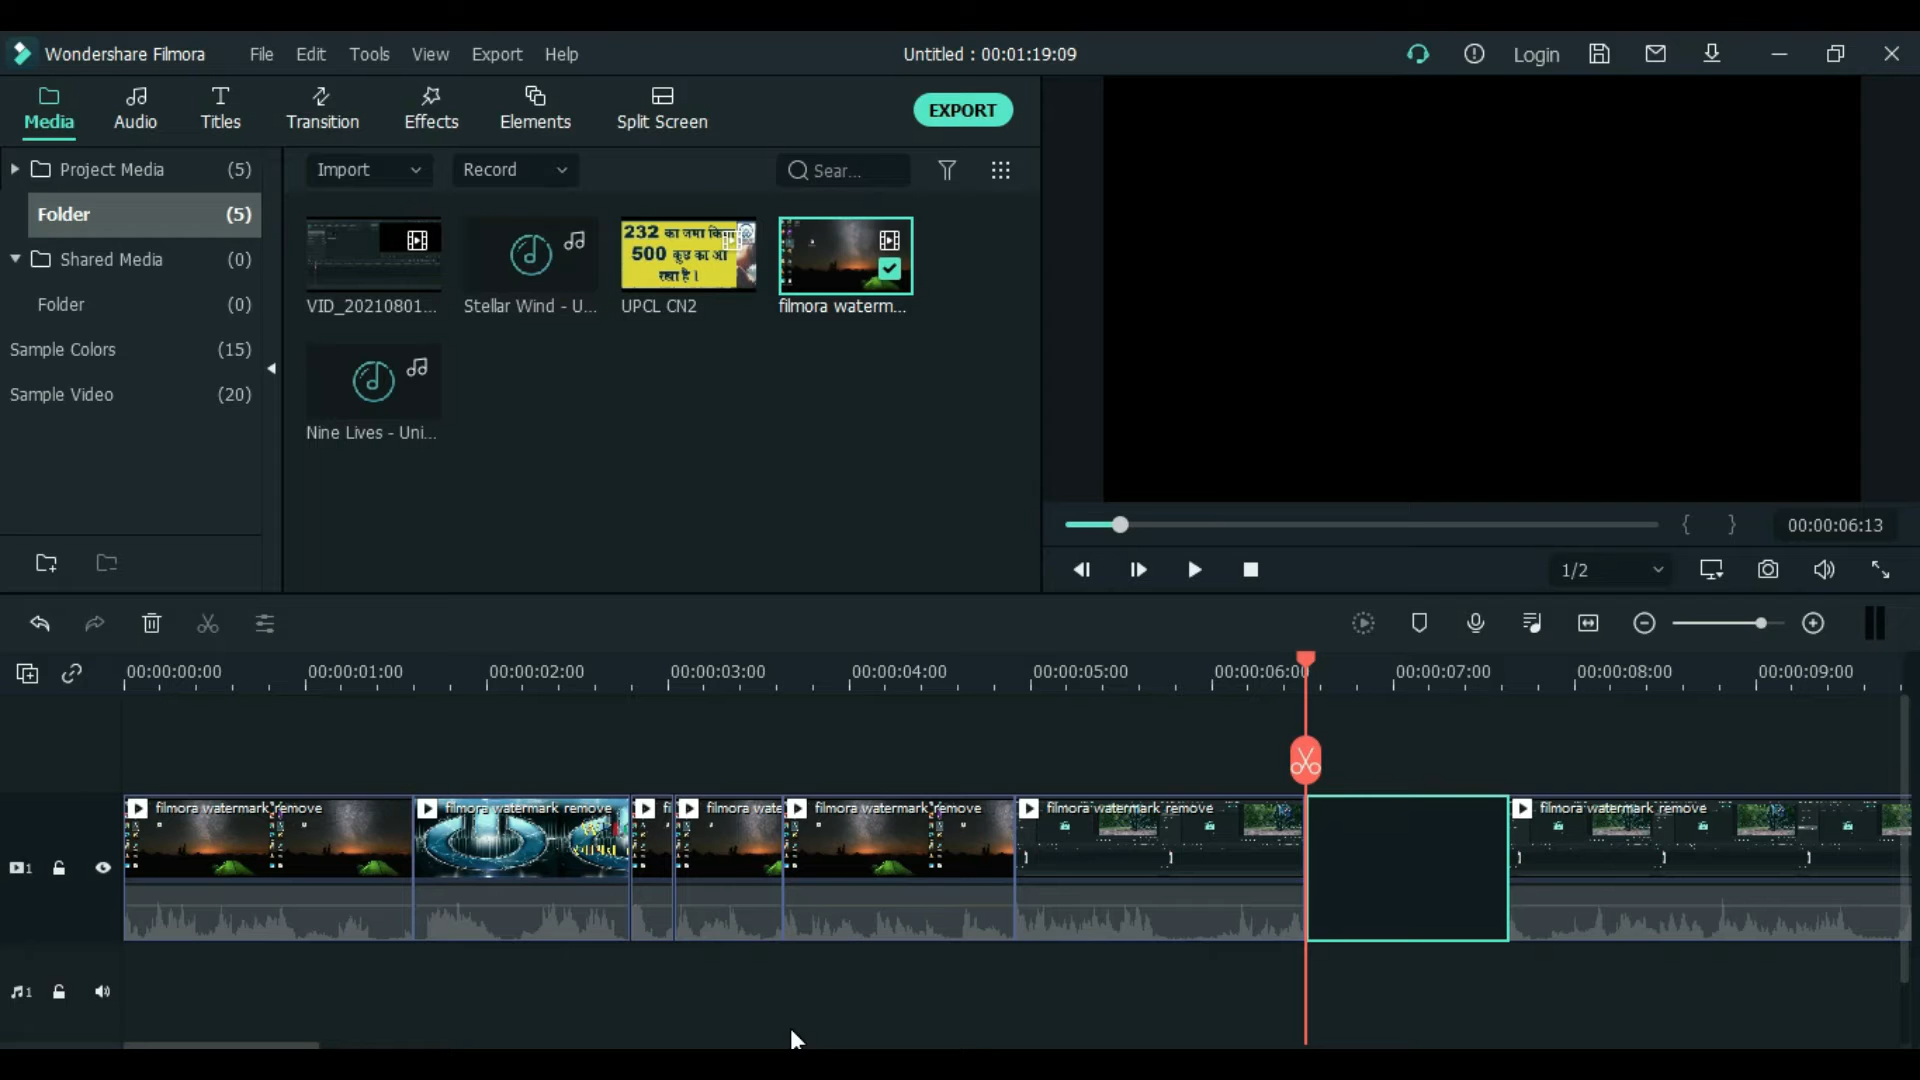 Wondershare Filmora File Edit Tools View Export Help Untitled : 00:01:19:09 Login
Media Audio Titles Transition Effects Elements Split Screen EXPORT
Project Media (5) Import Record Sear...
Folder (5)
Shared Media (0)
Folder (0)
Sample Colors (15)
Sample Video (20)
232 का जमा
500 कुछ का आ
रखा है ।
VID_20210801... Stellar Wind - U... UPCL CN2 filmora waterm...
Nine Lives - Uni...
{ } 00:00:06:13
1/2
00:00:00:00 00:00:01:00 00:00:02:00 00:00:03:00 00:00:04:00 00:00:05:00 00:00:06:0 00:00:07:00 00:00:08:00 00:00:09:00
filmora watermark remove filmora watermark remove fi filmora wate filmora watermark remove filmora watermark remove filmora watermark remove
1
1